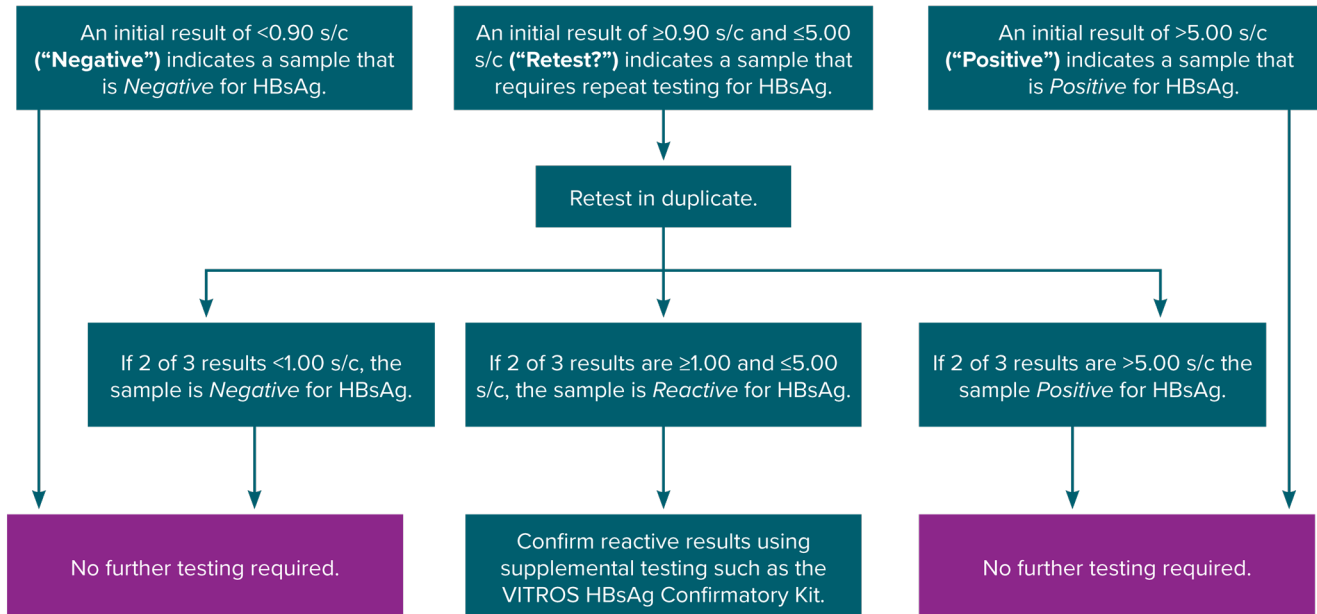 An initial result of <0.90 s/c
(“Negative”) indicates a sample that
is Negative for HBsAg.
An initial result of ≥0.90 s/c and ≤5.00
s/c (“Retest?”) indicates a sample that
requires repeat testing for HBsAg.
An initial result of >5.00 s/c
(“Positive”) indicates a sample that
is Positive for HBsAg.
Retest in duplicate.
If 2 of 3 results <1.00 s/c, the
sample is Negative for HBsAg.
If 2 of 3 results are ≥1.00 and ≤5.00
s/c, the sample is Reactive for HBsAg.
If 2 of 3 results are >5.00 s/c the
sample Positive for HBsAg.
No further testing required.
Confirm reactive results using
supplemental testing such as the
VITROS HBsAg Confirmatory Kit.
No further testing required.